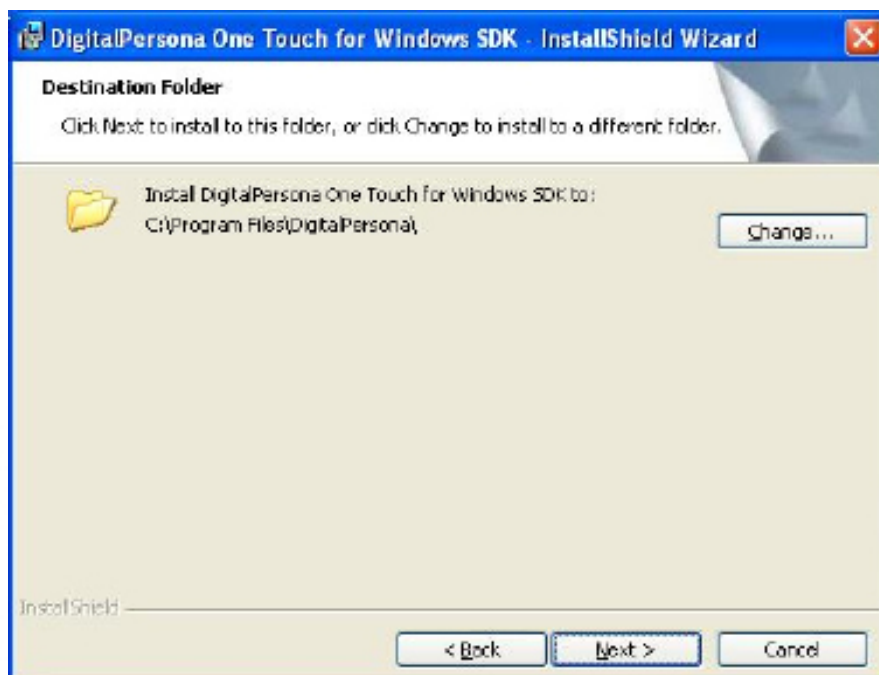 DigitalPersona One Touch for Windows SDK - InstallShield Wizard
Destination Folder
Click Next to install to this folder, or click Change to install to a different folder.
Install DigitalPersona One Touch for Windows SDK to:
C:\Program Files\DigitalPersona\
Change...
InstallShield
< Back
Next >
Cancel